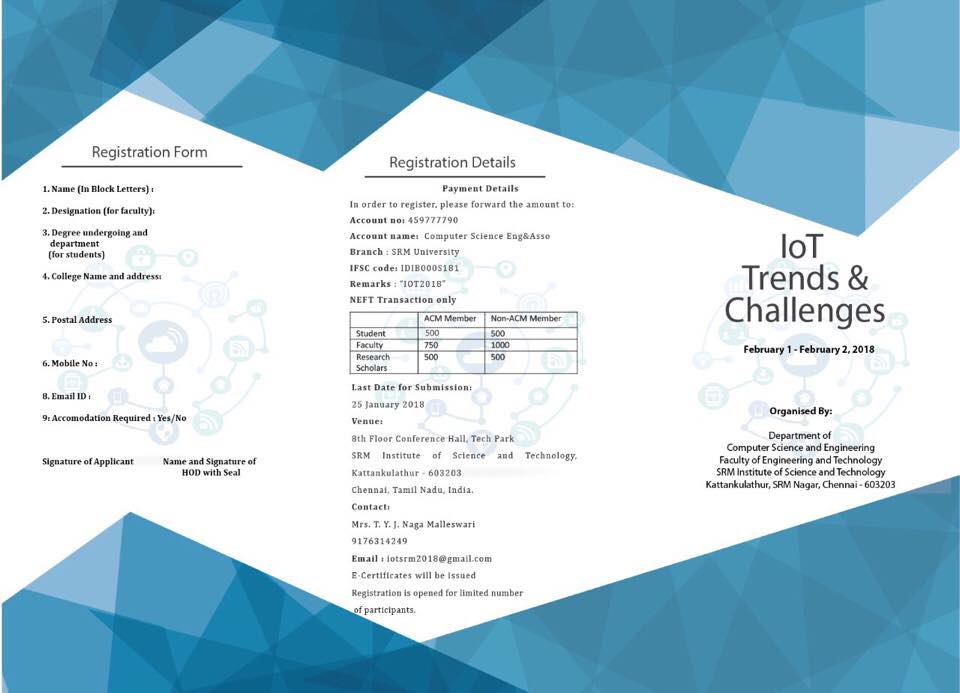 Registration Form
1. Name (In Block Letters) :
2. Designation (for faculty):
3. Degree undergoing and
department
(for students)
4. College Name and address:
5. Postal Address
6. Mobile No :
8. Email ID :
9: Accomodation Required : Yes/No
Signature of Applicant Name and Signature of
HOD with Seal
Registration Details
Payment Details
In order to register, please forward the amount to:
Account no: 459777790
Account name: Computer Science Eng&Asso
Branch : SRM University
IFSC code: IDIB000S181
Remarks : "IOT2018"
NEFT Transaction only
ACM Member Non-ACM Member
Student 500 500
Faculty 750 1000
Research 500 500
Scholars
Last Date for Submission:
25 January 2018
Venue:
8th Floor Conference Hall, Tech Park
SRM Institute of Science and Technology,
Kattankulathur - 603203
Chennai, Tamil Nadu, India.
Contact:
Mrs. T. Y. J. Naga Malleswari
9176314249
Email : iotsrm2018@gmail.com
E-Certificates will be issued
Registration is opened for limited number
of participants.
IoT
Trends &
Challenges
February 1 - February 2, 2018
Organised By:
Department of
Computer Science and Engineering
Faculty of Engineering and Technology
SRM Institute of Science and Technology
Kattankulathur, SRM Nagar, Chennai - 603203